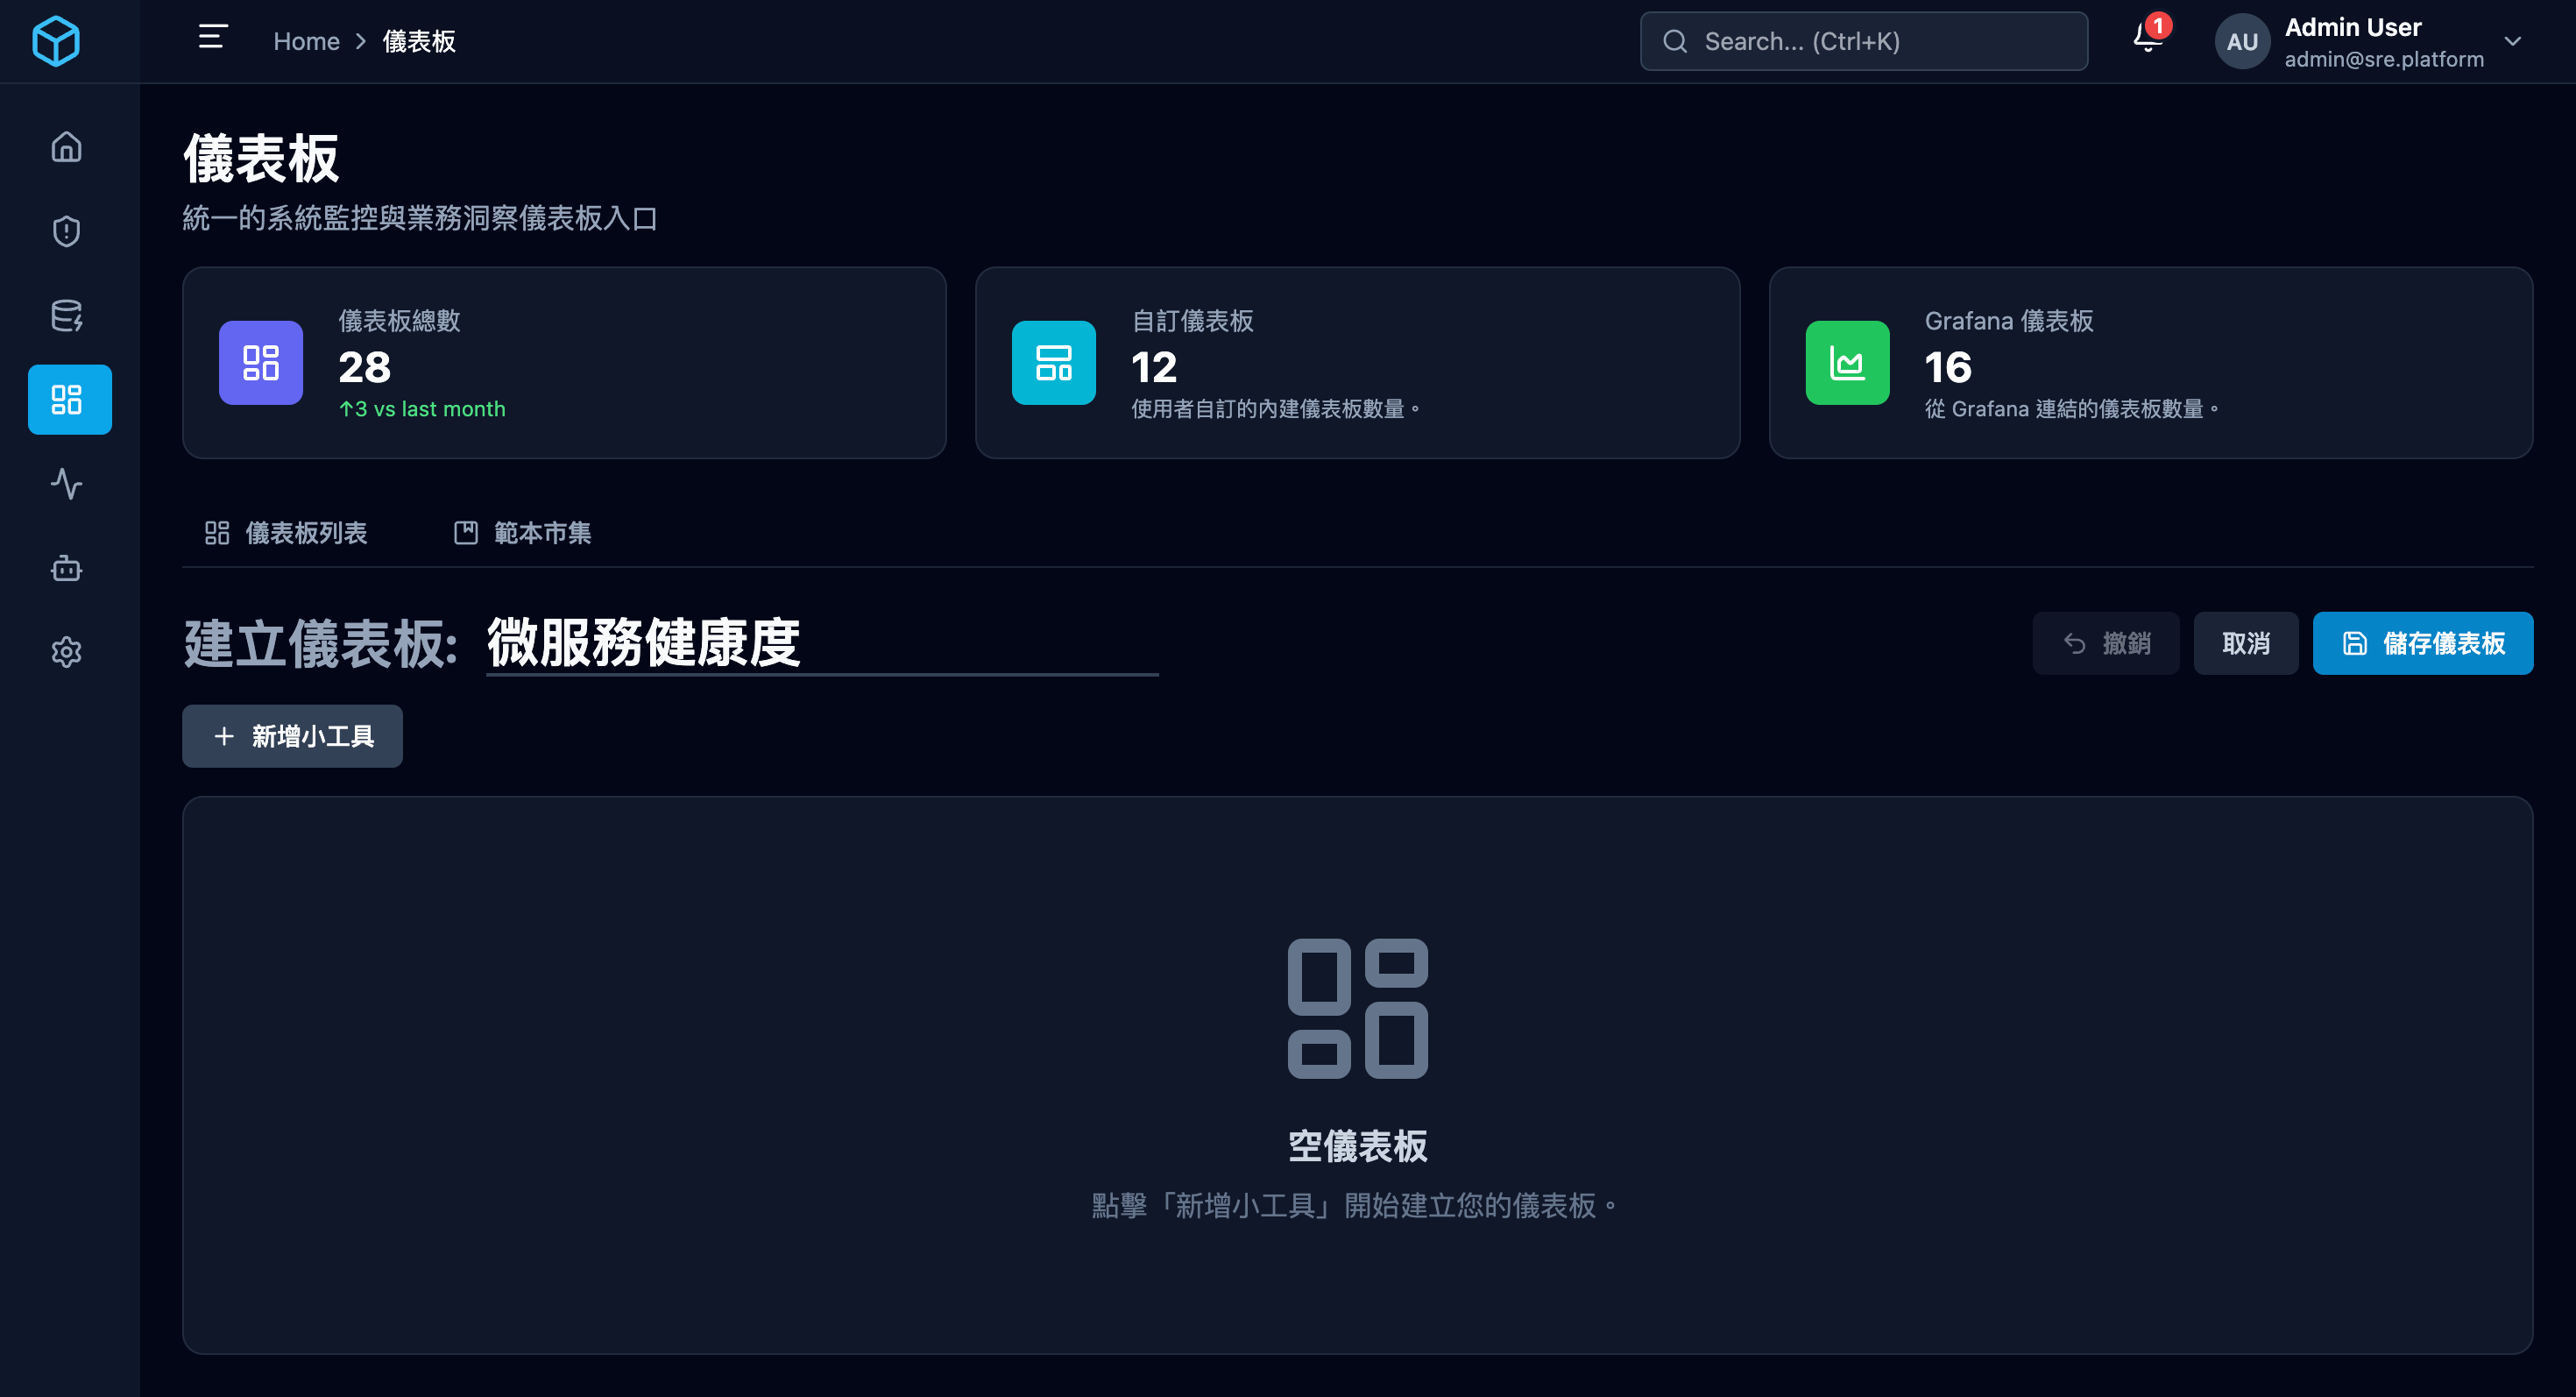 Home > 儀表板
Search... (Ctrl+K)
1
AU
Admin User
admin@sre.platform
儀表板
統一的系統監控與業務洞察儀表板入口
儀表板總數
28
↑3 vs last month
自訂儀表板
12
使用者自訂的內建儀表板數量。
Grafana 儀表板
16
從 Grafana 連結的儀表板數量。
儀表板列表
範本市集
建立儀表板: 微服務健康度
撤銷
取消
儲存儀表板
+ 新增小工具
空儀表板
點擊「新增小工具」開始建立您的儀表板。